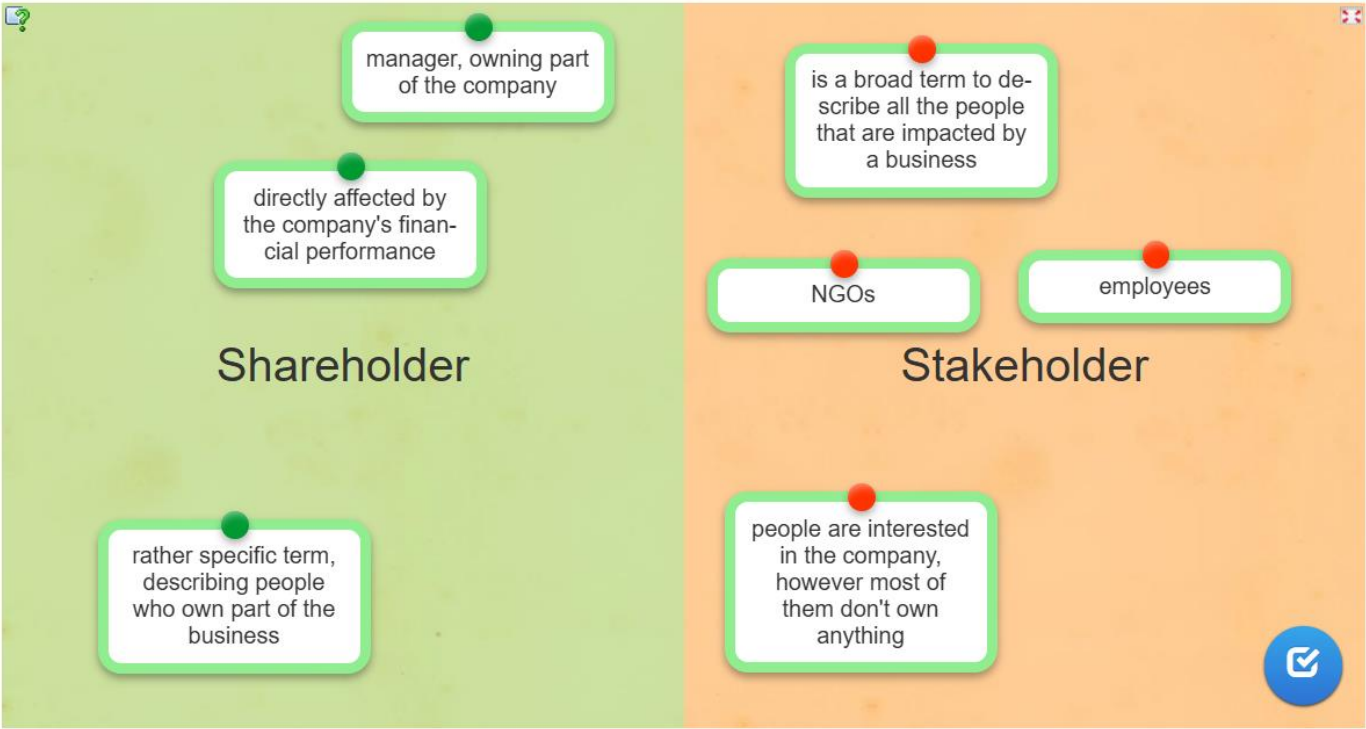 manager, owning part
of the company
directly affected by
the company's finan-
cial performance
Shareholder
rather specific term,
describing people
who own part of the
business
is a broad term to de-
scribe all the people
that are impacted by
a business
NGOs
employees
Stakeholder
people are interested
in the company,
however most of
them don't own
anything